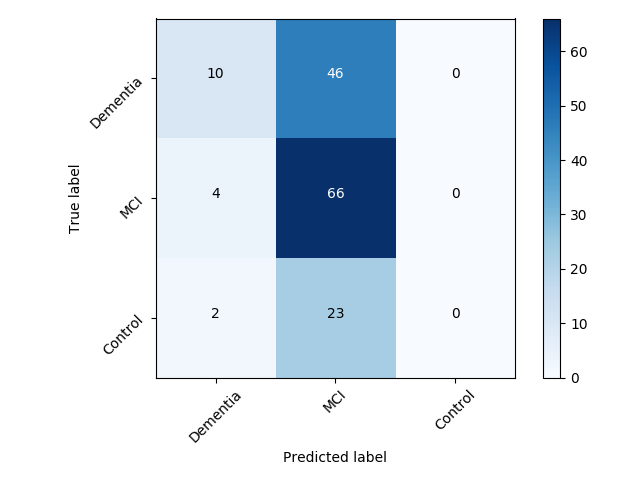 Dementia
10 46 0
MCI
4 66 0
Control
2 23 0
Dementia MCI Control
True label
Predicted label
60
50
40
30
20
10
0